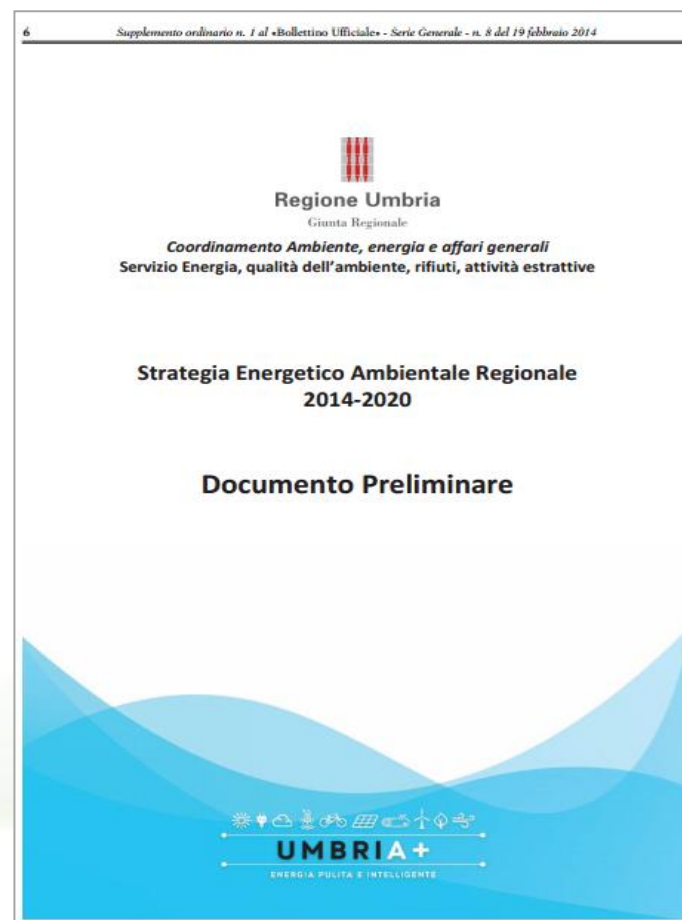 6 Supplemento ordinario n. 1 al «Bollettino Ufficiale» - Serie Generale - n. 8 del 19 febbraio 2014
Regione Umbria
Giunta Regionale
Coordinamento Ambiente, energia e affari generali
Servizio Energia, qualità dell'ambiente, rifiuti, attività estrattive
Strategia Energetico Ambientale Regionale
2014-2020
Documento Preliminare
UMBRIA+
ENERGIA PULITA E INTELLIGENTE